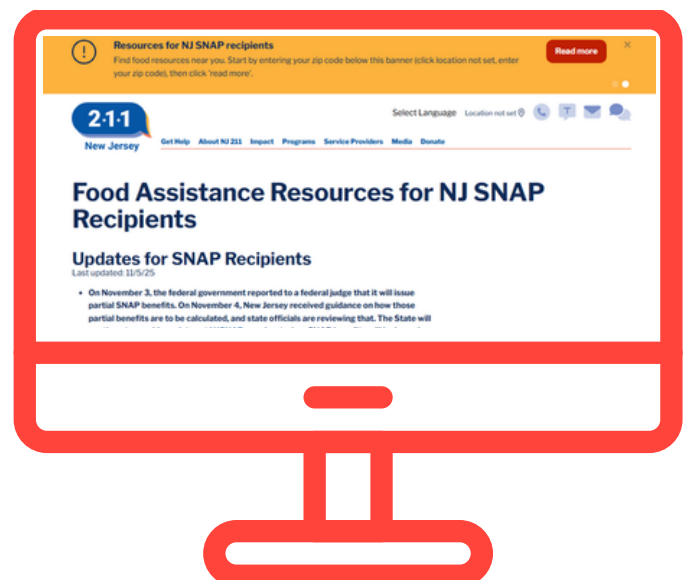 Resources for NJ SNAP recipients
Find food resources near you. Start by entering your zip code below this banner (click location not set, enter
your zip code), then click 'read more'.
Read more
2·1·1
New Jersey
Select Language Location not set
T
Get Help About NJ 211 Impact Programs Service Providers Media Donate
Food Assistance Resources for NJ SNAP
Recipients
Updates for SNAP Recipients
Last updated: 11/5/25
• On November 3, the federal government reported to a federal judge that it will issue
partial SNAP benefits. On November 4, New Jersey received guidance on how those
partial benefits are to be calculated, and state officials are reviewing that. The State will